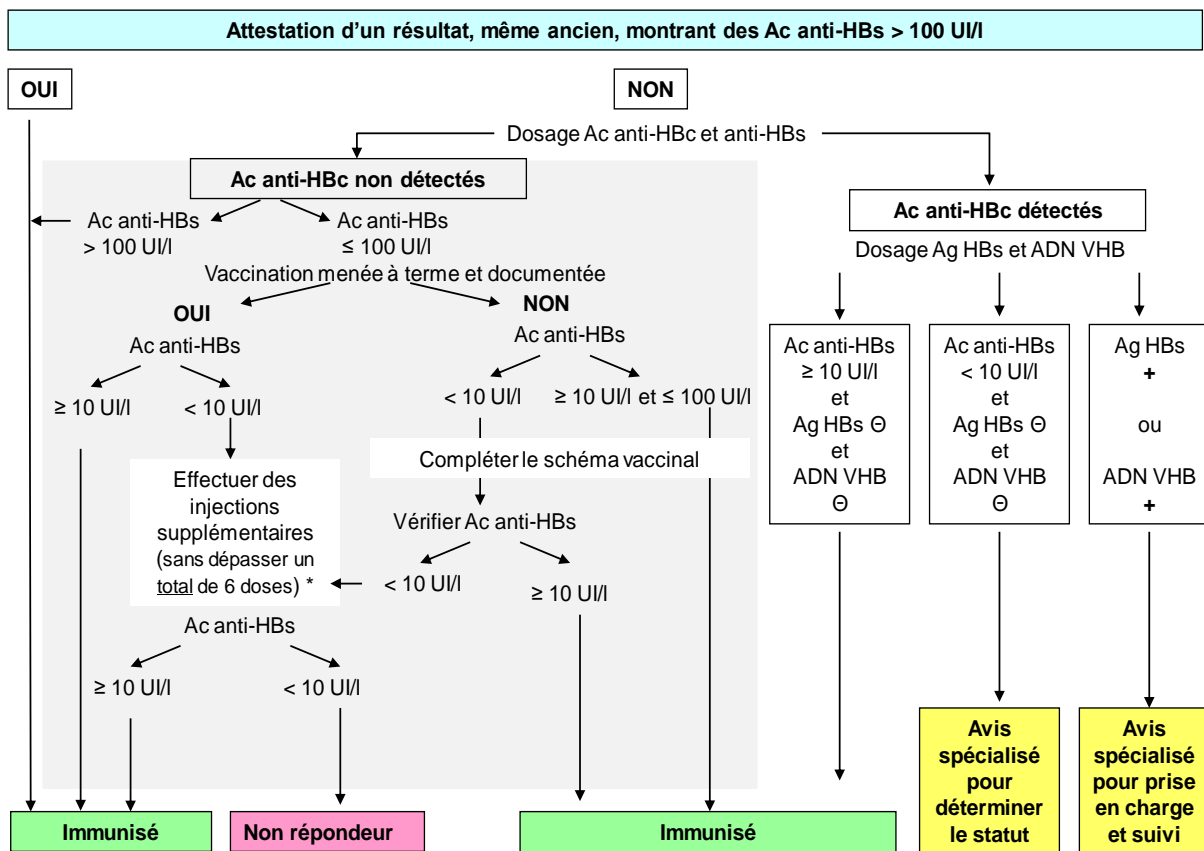 Attestation d’un résultat, même ancien, montrant des Ac anti-HBs > 100 UI/l
OUI
NON
Dosage Ac anti-HBc et anti-HBs
Ac anti-HBc non détectés
Ac anti-HBs
> 100 UI/l
Ac anti-HBs
≤ 100 UI/l
Ac anti-HBc détectés
Dosage Ag HBs et ADN VHB
Vaccination menée à terme et documentée
OUI
Ac anti-HBs
≥ 10 UI/l
< 10 UI/l
NON
Ac anti-HBs
< 10 UI/l
≥ 10 UI/l et ≤ 100 UI/l
Effectuer des
injections
supplémentaires
(sans dépasser un
total de 6 doses) *
Compléter le schéma vaccinal
Vérifier Ac anti-HBs
< 10 UI/l
≥ 10 UI/l
Ac anti-HBs
≥ 10 UI/l
< 10 UI/l
Ac anti-HBs
≥ 10 UI/l
et
Ag HBs Θ
et
ADN VHB
Θ
Ac anti-HBs
< 10 UI/l
et
Ag HBs Θ
et
ADN VHB
Θ
Ag HBs
+
ou
ADN VHB
+
Immunisé
Non répondeur
Immunisé
Avis
spécialisé
pour
déterminer
le statut
Avis
spécialisé
pour prise
en charge
et suivi